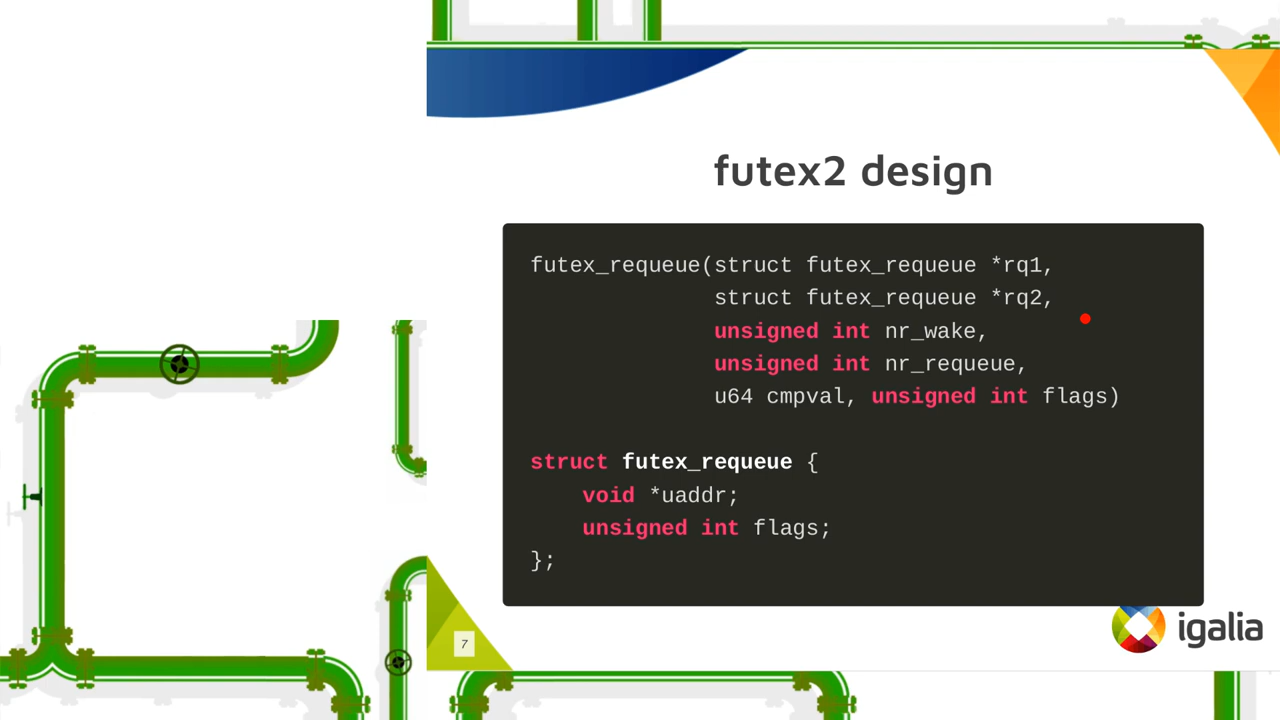 futex2 design
futex_requeue(struct futex_requeue *rq1,
              struct futex_requeue *rq2,
              unsigned int nr_wake,
              unsigned int nr_requeue,
              u64 cmpval, unsigned int flags)
struct futex_requeue {
    void *uaddr;
    unsigned int flags;
};
7
igalia